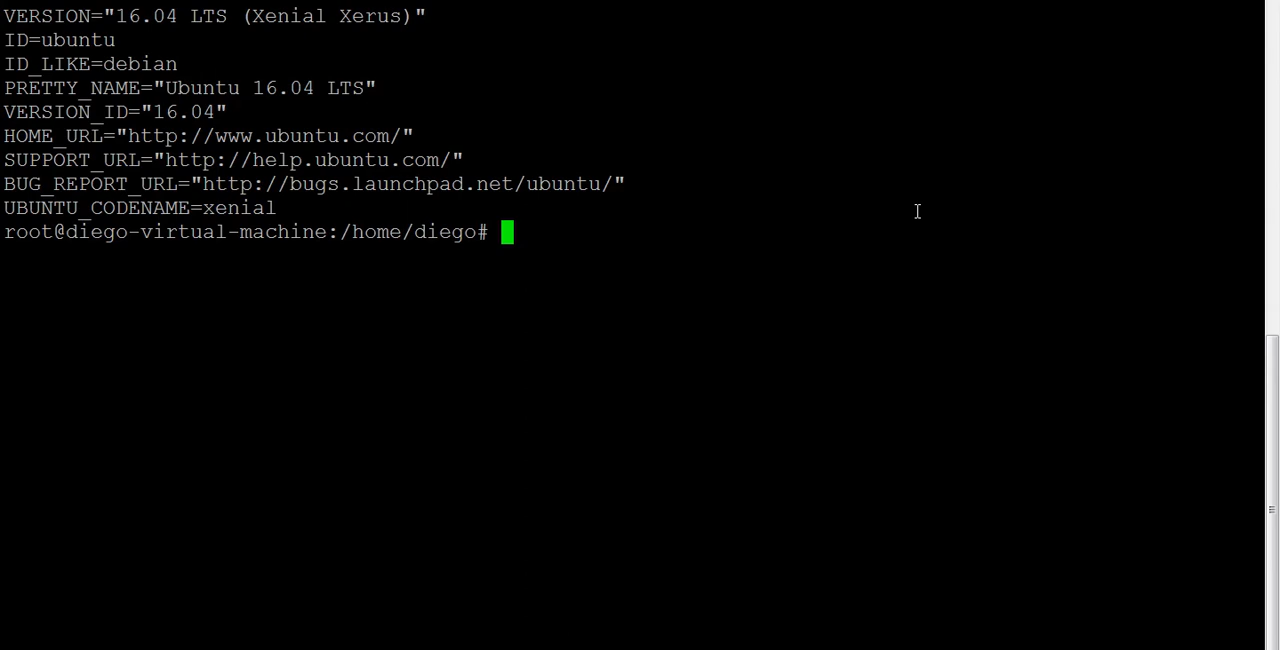 VERSION="16.04 LTS (Xenial Xerus)"
ID=ubuntu
ID_LIKE=debian
PRETTY_NAME="Ubuntu 16.04 LTS"
VERSION_ID="16.04"
HOME_URL="http://www.ubuntu.com/"
SUPPORT_URL="http://help.ubuntu.com/"
BUG_REPORT_URL="http://bugs.launchpad.net/ubuntu/"
UBUNTU_CODENAME=xenial
root@diego-virtual-machine:/home/diego#